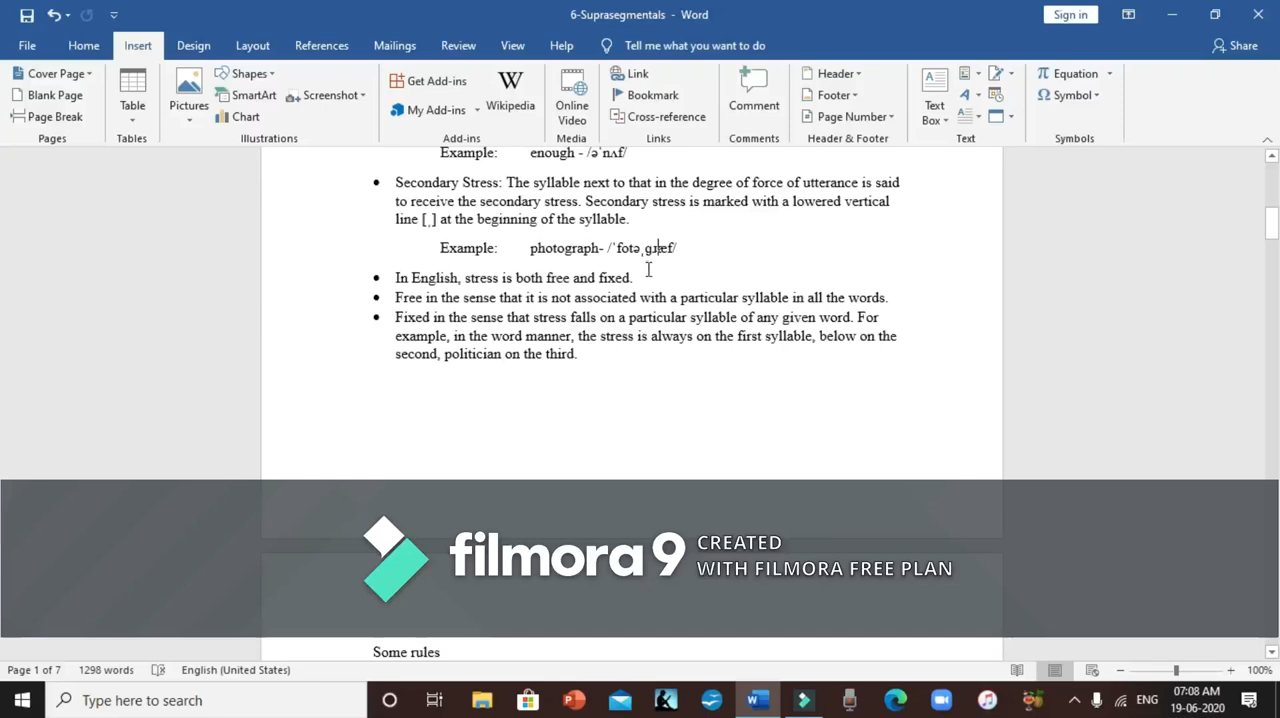 6-Suprasegmentals - Word
Sign in
File Home Insert Design Layout References Mailings Review View Help Tell me what you want to do Share
Cover Page
Blank Page
Page Break
Pages
Table
Tables
Pictures
Shapes
SmartArt
Chart
Screenshot
Illustrations
Get Add-ins
My Add-ins
Wikipedia
Add-ins
Online
Video
Media
Link
Bookmark
Cross-reference
Links
Comment
Comments
Header
Footer
Page Number
Header & Footer
Text
Box
Text
Equation
Symbol
Symbols
Example: enough - /əˈnʌf/
• Secondary Stress: The syllable next to that in the degree of force of utterance is said
to receive the secondary stress. Secondary stress is marked with a lowered vertical
line [ˌ] at the beginning of the syllable.
Example: photograph- /ˈfotəˌɡɹæf/
• In English, stress is both free and fixed.
• Free in the sense that it is not associated with a particular syllable in all the words.
• Fixed in the sense that stress falls on a particular syllable of any given word. For
example, in the word manner, the stress is always on the first syllable, below on the
second, politician on the third.
filmora 9 CREATED
WITH FILMORA FREE PLAN
Some rules
Page 1 of 7 1298 words English (United States) 100%
Type here to search
ENG
07:08 AM
19-06-2020